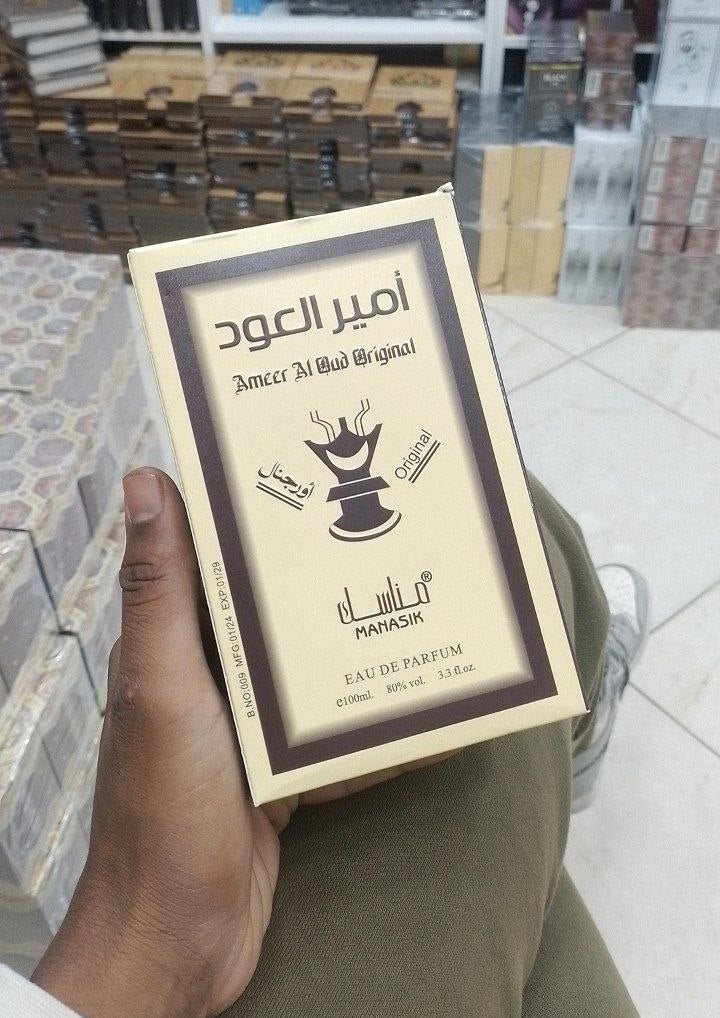 أمير العود
Ameer Al Oud Original
أورجنال
Original
مناسك®
MANASIK
EAU DE PARFUM
e100ml. 80% vol. 3.3 fl.oz.
B.NO:009 MFG:01/24 EXP:01/29